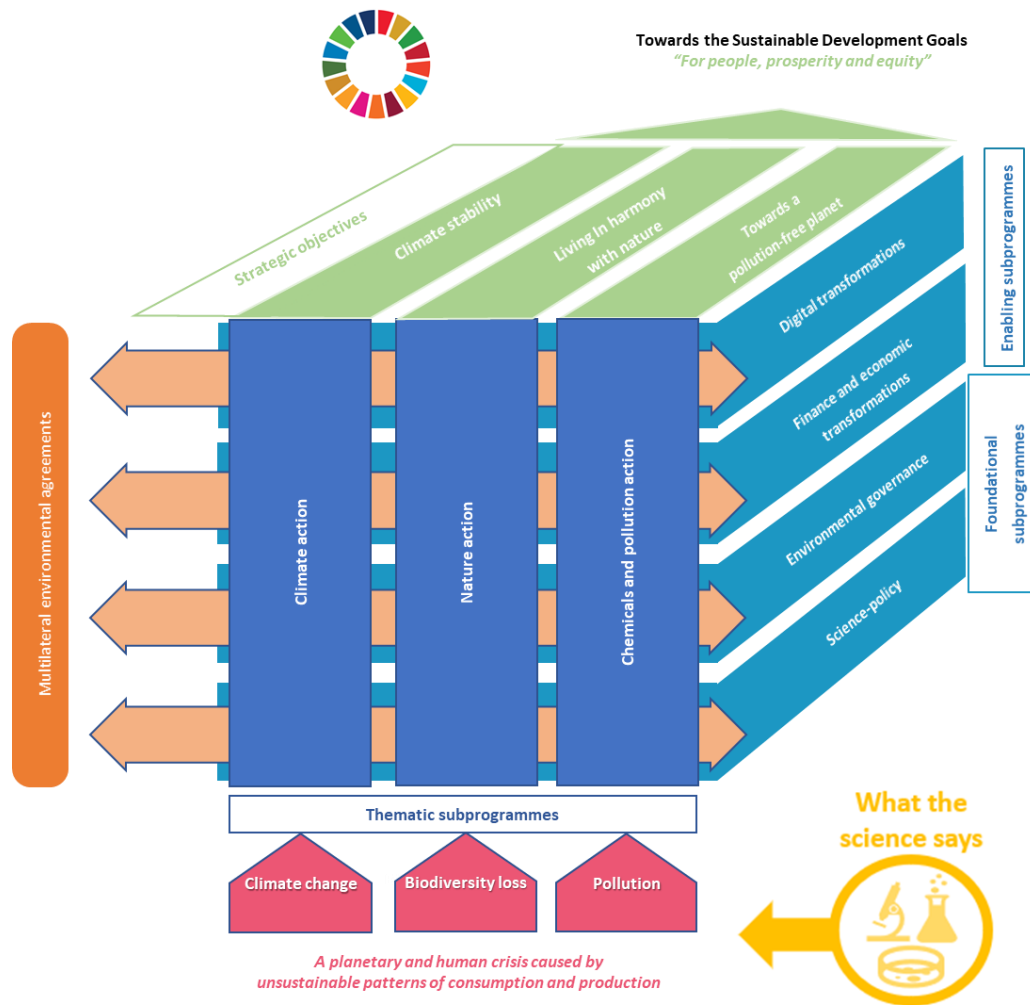 Towards the Sustainable Development Goals
“For people, prosperity and equity”
Strategic objectives
Climate stability
Living In harmony
with nature
Towards a
pollution-free planet
Digital transformations
Finance and economic
transformations
Environmental governance
Science-policy
Enabling subprogrammes
Foundational
subprogrammes
Multilateral environmental agreements
Climate action
Nature action
Chemicals and pollution action
Thematic subprogrammes
Climate change
Biodiversity loss
Pollution
A planetary and human crisis caused by
unsustainable patterns of consumption and production
What the
science says